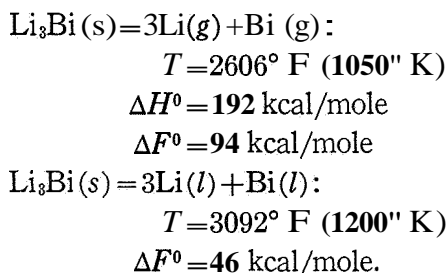 Li₃Bi(s)=3Li(g)+Bi (g):
T=2606° F (1050" K)
ΔH⁰=192 kcal/mole
ΔF⁰=94 kcal/mole
Li₃Bi(s)=3Li(l)+Bi(l):
T=3092° F (1200" K)
ΔF⁰=46 kcal/mole.